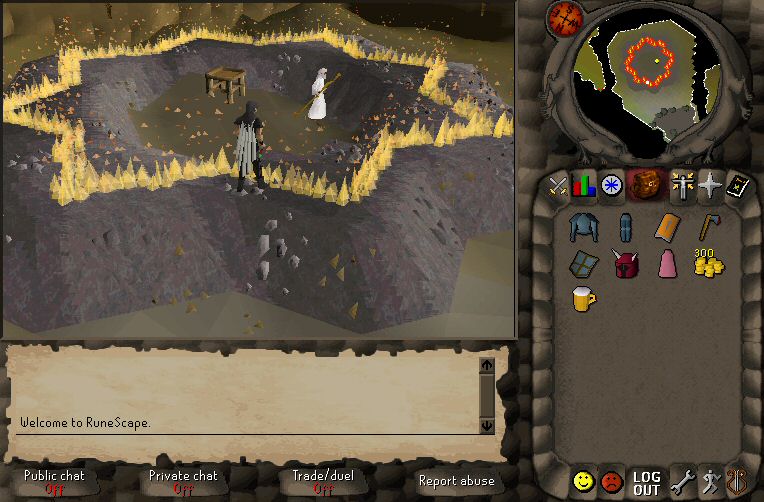 300
Welcome to RuneScape.
Public chat
Off
Private chat
Off
Trade/duel
Off
Report abuse
LOG
OUT